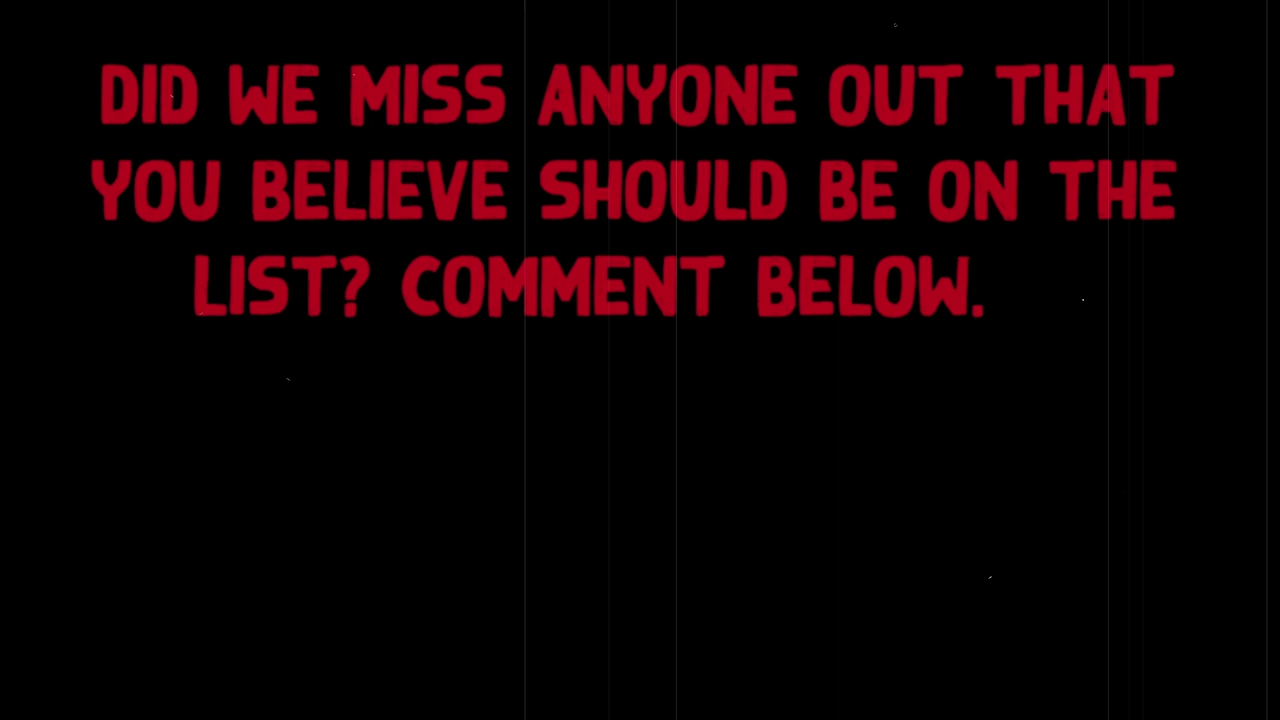 DID WE MISS ANYONE OUT THAT
YOU BELIEVE SHOULD BE ON THE
LIST? COMMENT BELOW.